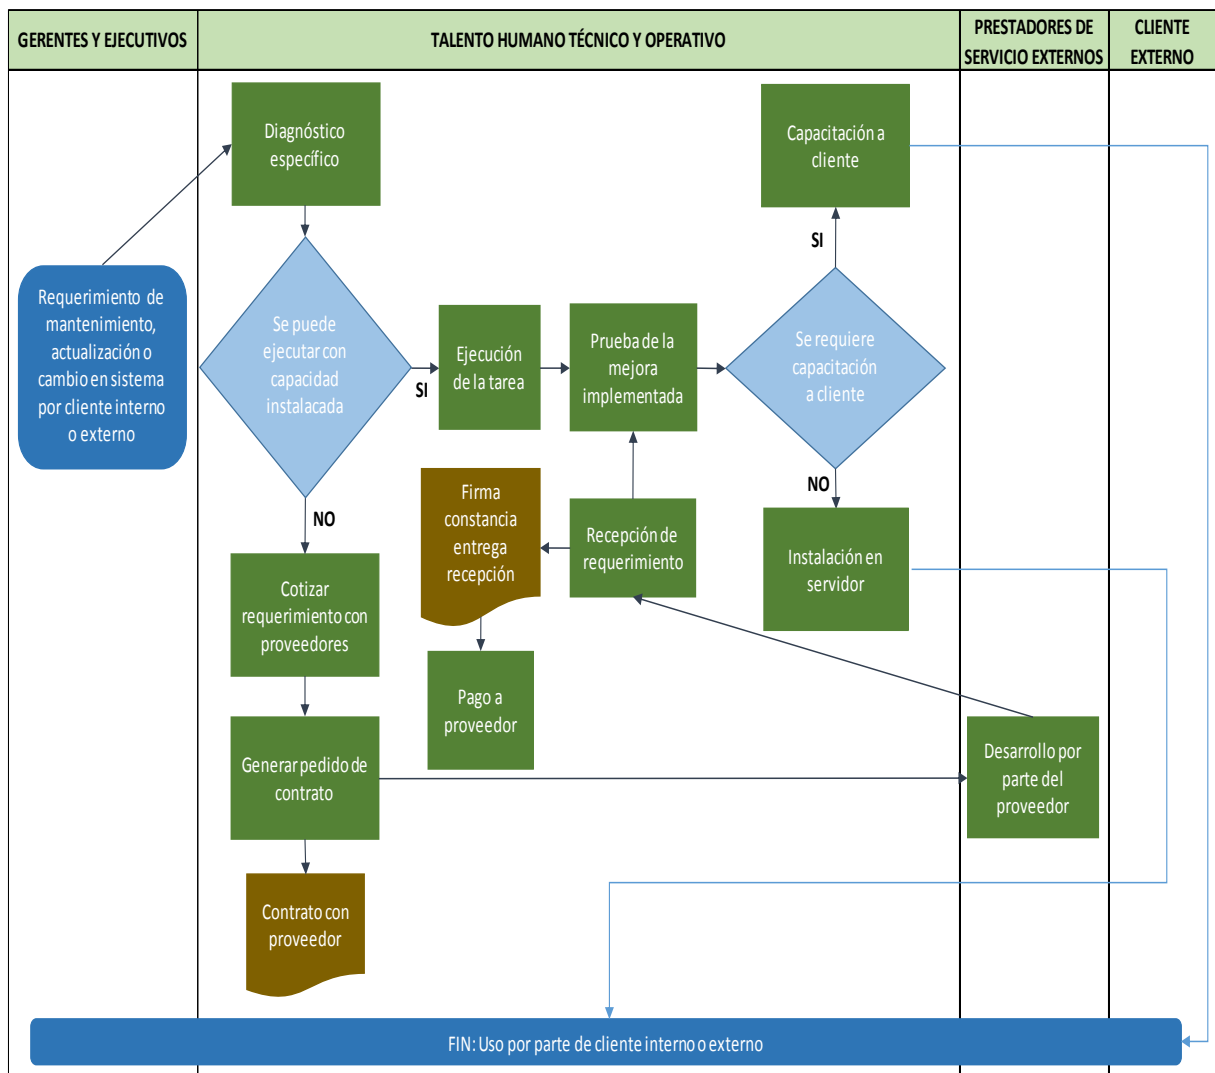 GERENTES Y EJECUTIVOS
TALENTO HUMANO TÉCNICO Y OPERATIVO
PRESTADORES DE
SERVICIO EXTERNOS
CLIENTE
EXTERNO
Diagnóstico
específico
Capacitación a
cliente
SI
Requerimiento de
mantenimiento,
actualización o
cambio en sistema
por cliente interno
o externo
Se puede
ejecutar con
capacidad
instalacada
SI
Ejecución
de la tarea
Prueba de la
mejora
implementada
Se requiere
capacitación
a cliente
NO
NO
Firma
constancia
entrega
recepción
Recepción de
requerimiento
Instalación en
servidor
Cotizar
requerimiento con
proveedores
Pago a
proveedor
Generar pedido de
contrato
Desarrollo por
parte del
proveedor
Contrato con
proveedor
FIN: Uso por parte de cliente interno o externo